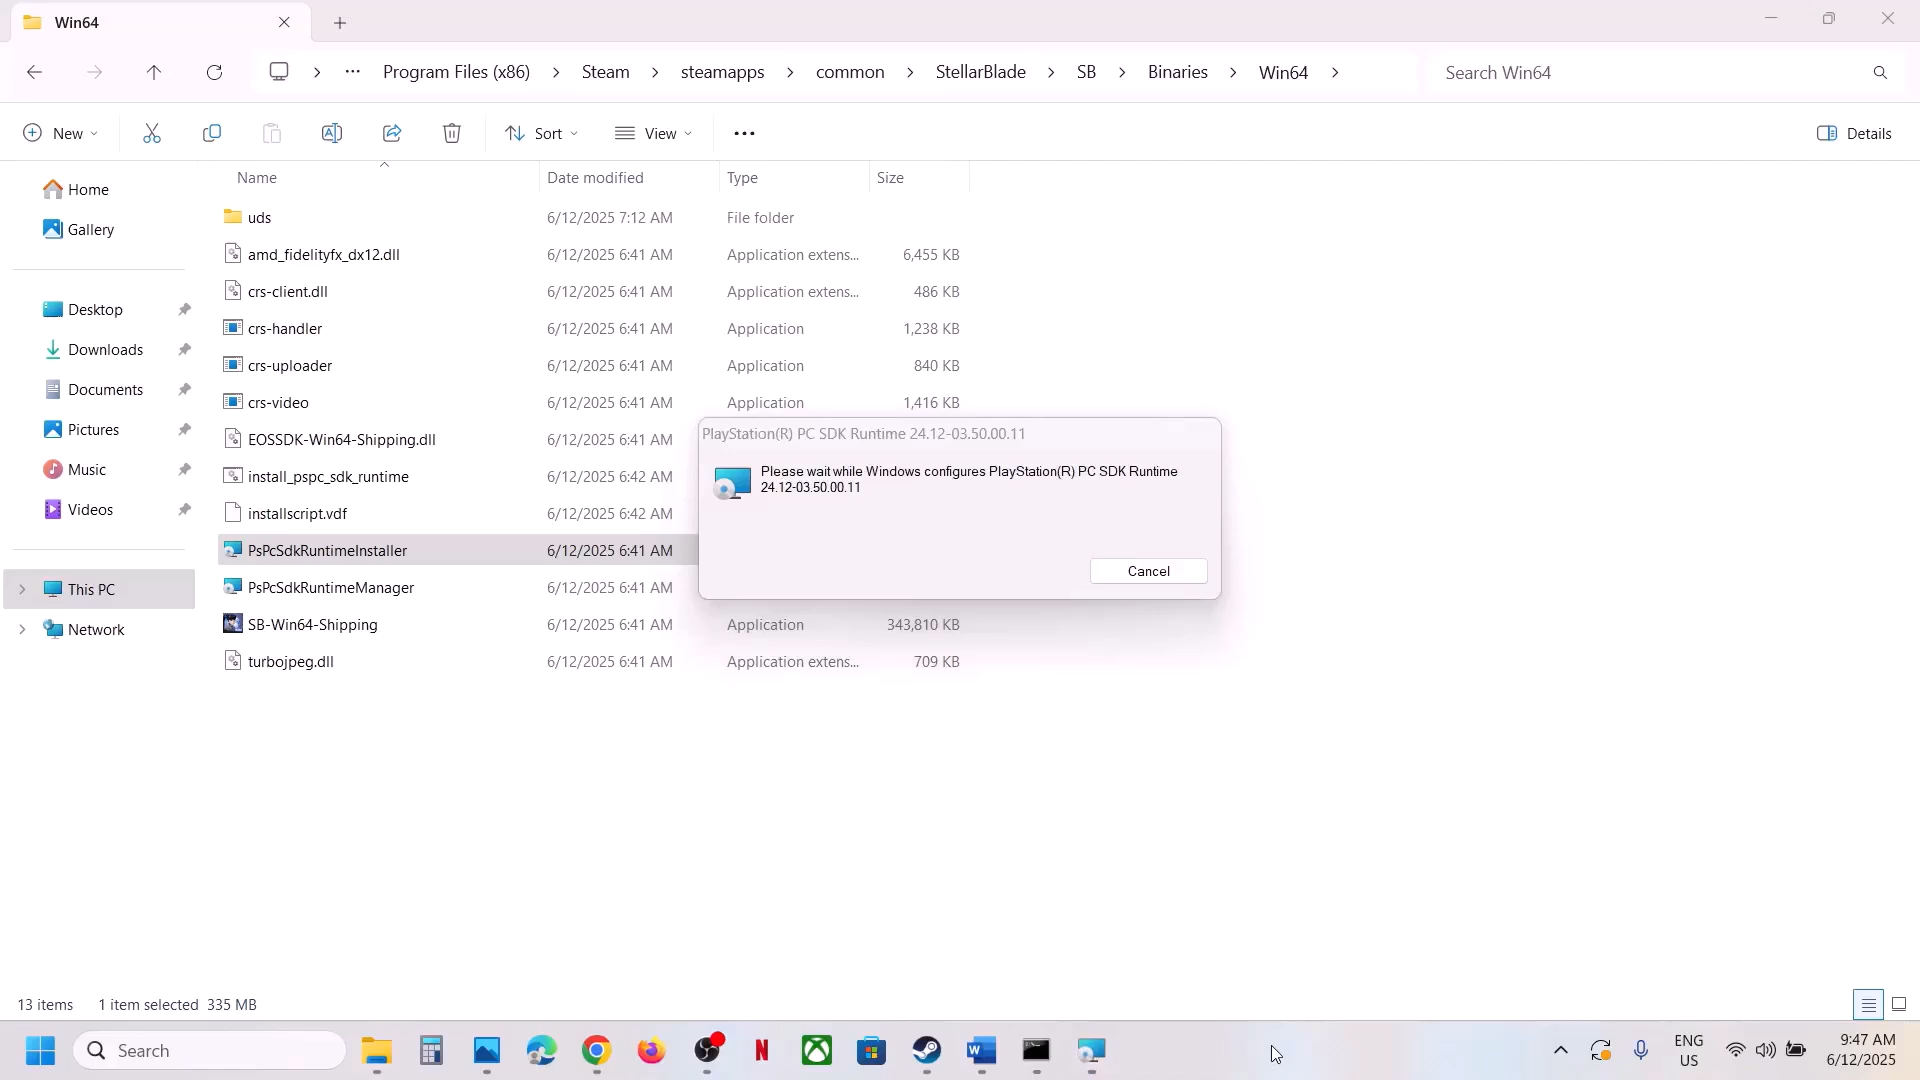 Win64
Program Files (x86)
Steam
steamapps
common
StellarBlade
SB
Binaries
Win64
Search Win64
New
Sort
View
Details
Name Date modified Type Size
Home
Gallery
Desktop
Downloads
Documents
Pictures
Music
Videos
This PC
Network
uds 6/12/2025 7:12 AM File folder
amd_fidelityfx_dx12.dll 6/12/2025 6:41 AM Application extens... 6,455 KB
crs-client.dll 6/12/2025 6:41 AM Application extens... 486 KB
crs-handler 6/12/2025 6:41 AM Application 1,238 KB
crs-uploader 6/12/2025 6:41 AM Application 840 KB
crs-video 6/12/2025 6:41 AM Application 1,416 KB
EOSSDK-Win64-Shipping.dll 6/12/2025 6:41 AM
install_pspc_sdk_runtime 6/12/2025 6:42 AM
installscript.vdf 6/12/2025 6:42 AM
PsPcSdkRuntimeInstaller 6/12/2025 6:41 AM
PsPcSdkRuntimeManager 6/12/2025 6:41 AM
SB-Win64-Shipping 6/12/2025 6:41 AM Application 343,810 KB
turbojpeg.dll 6/12/2025 6:41 AM Application extens... 709 KB
PlayStation(R) PC SDK Runtime 24.12-03.50.00.11
Please wait while Windows configures PlayStation(R) PC SDK Runtime
24.12-03.50.00.11
Cancel
13 items 1 item selected 335 MB
Search
ENG
US
9:47 AM
6/12/2025